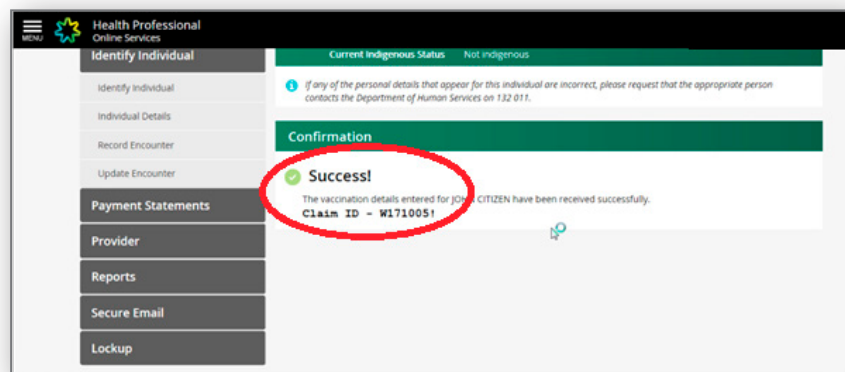 MENU
Health Professional
Online Services
Identify Individual
Identify Individual
Individual Details
Record Encounter
Update Encounter
Payment Statements
Provider
Reports
Secure Email
Lockup
Current Indigenous Status Not indigenous
If any of the personal details that appear for this individual are incorrect, please request that the appropriate person
contacts the Department of Human Services on 132 011.
Confirmation
Success!
The vaccination details entered for JOHN CITIZEN have been received successfully.
Claim ID - W171005!